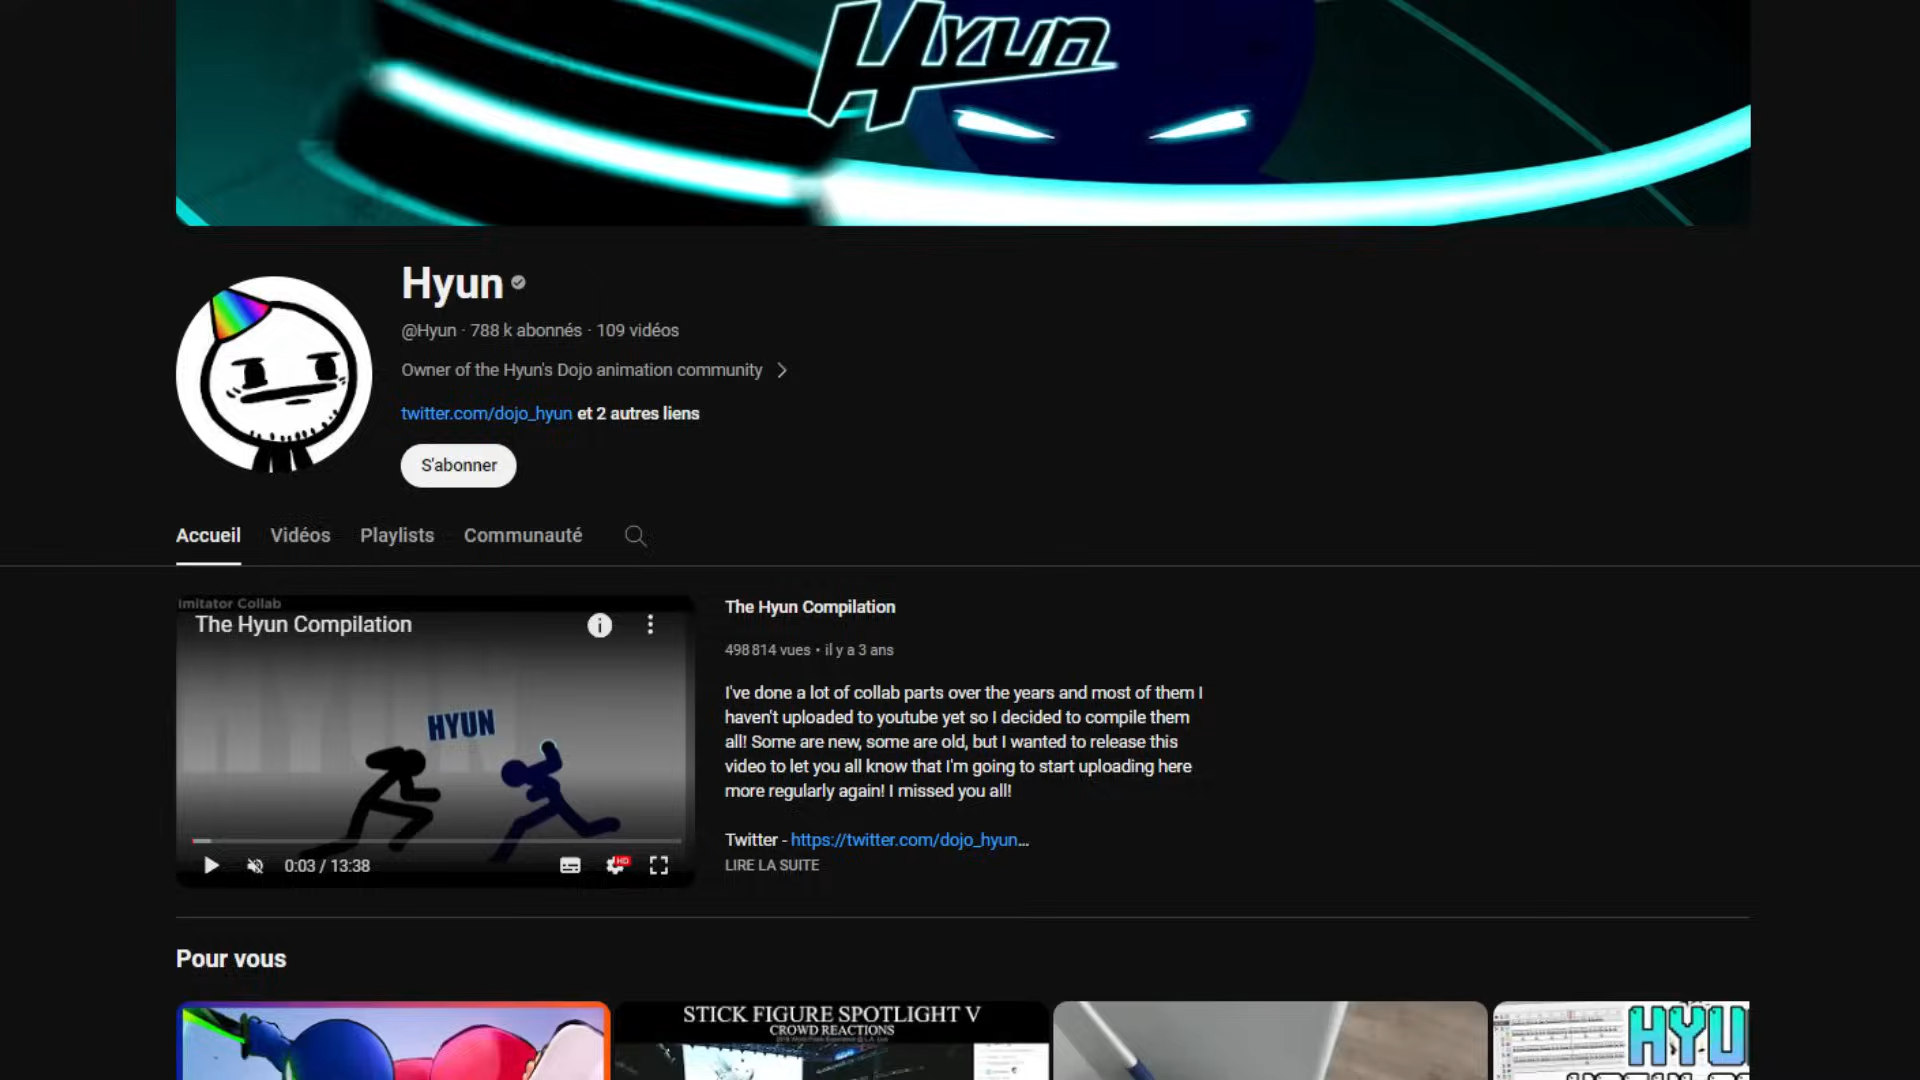 Hyun
Hyun
@Hyun · 788 k abonnés · 109 vidéos
Owner of the Hyun's Dojo animation community
twitter.com/dojo_hyun et 2 autres liens
S'abonner
Accueil
Vidéos
Playlists
Communauté
Imitator Collab
The Hyun Compilation
HYUN
0:03 / 13:38
HD
The Hyun Compilation
498 814 vues • il y a 3 ans
I've done a lot of collab parts over the years and most of them I
haven't uploaded to youtube yet so I decided to compile them
all! Some are new, some are old, but I wanted to release this
video to let you all know that I'm going to start uploading here
more regularly again! I missed you all!
Twitter - https://twitter.com/dojo_hyun...
LIRE LA SUITE
Pour vous
STICK FIGURE SPOTLIGHT V
CROWD REACTIONS
HYU